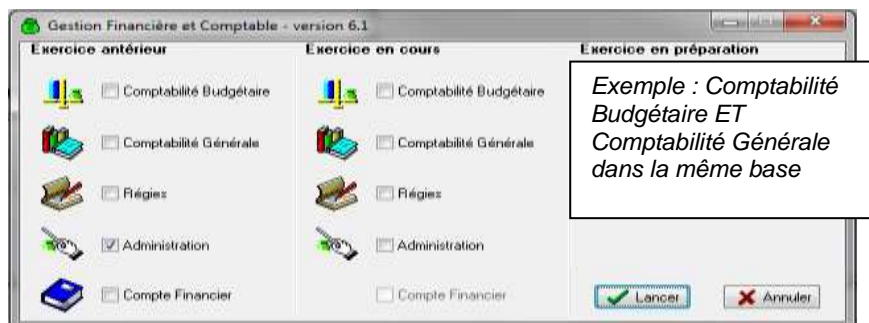 Gestion Financière et Comptable - version 6.1
Exercice antérieur
Comptabilité Budgétaire
Comptabilité Générale
Régies
Administration
Compte Financier
Exercice en cours
Comptabilité Budgétaire
Comptabilité Générale
Régies
Administration
Compte Financier
Exercice en préparation
Exemple : Comptabilité
Budgétaire ET
Comptabilité Générale
dans la même base
Lancer
Annuler